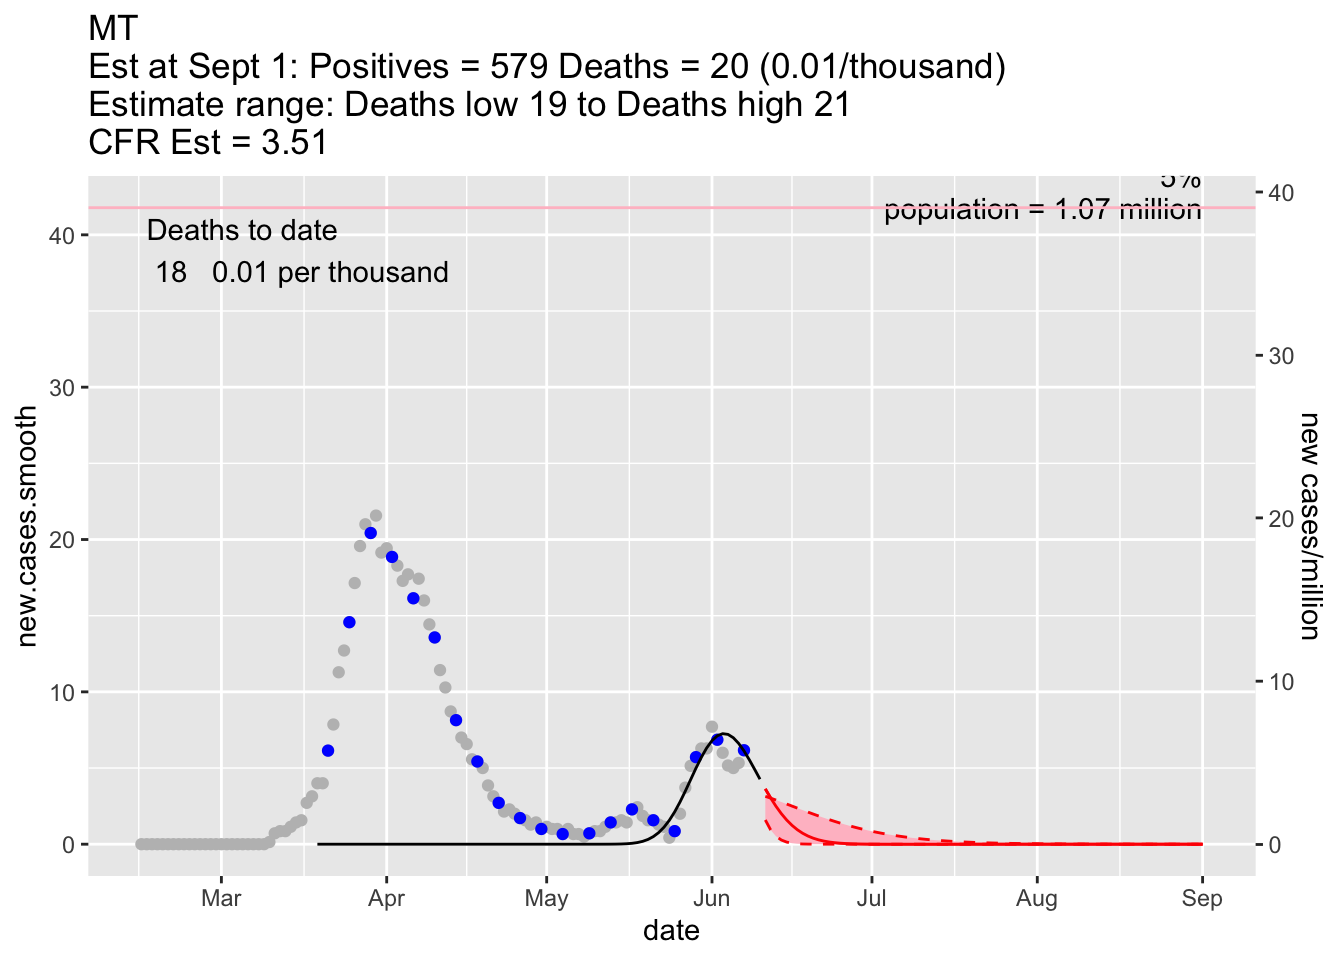 MT
Est at Sept 1: Positives = 579 Deaths = 20 (0.01/thousand)
Estimate range: Deaths low 19 to Deaths high 21
CFR Est = 3.51
5%
population = 1.07 million
Deaths to date
18 0.01 per thousand
40
30
20
10
0
new.cases.smooth
40
30
20
10
0
new cases/million
Mar Apr May Jun Jul Aug Sep
date